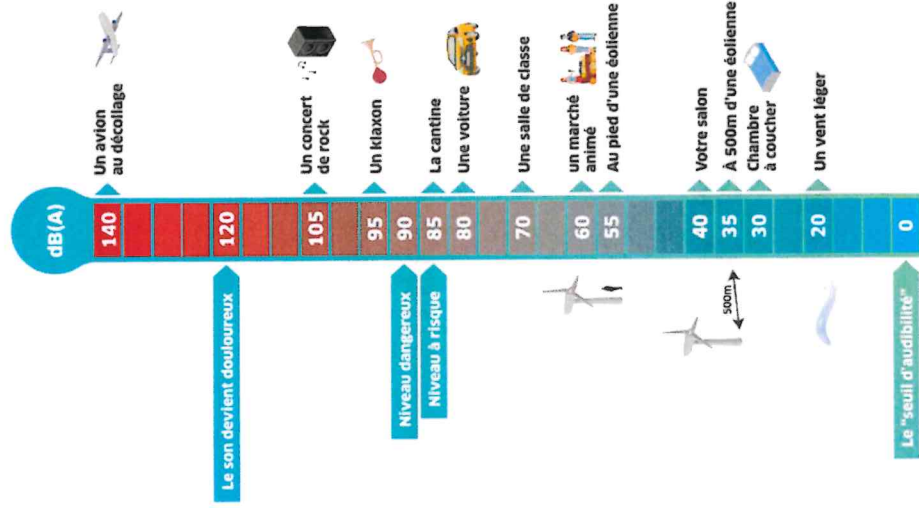 dB(A)
140
Un avion
au décollage
120
Le son devient douloureux
105
Un concert
de rock
95
Un klaxon
90
Niveau dangereux
85
La cantine
Niveau à risque
80
Une voiture
70
Une salle de classe
60
un marché
animé
55
Au pied d'une éolienne
40
Votre salon
35
À 500m d'une éolienne
500m
30
Chambre
à coucher
20
Un vent léger
0
Le "seuil d'audibilité"